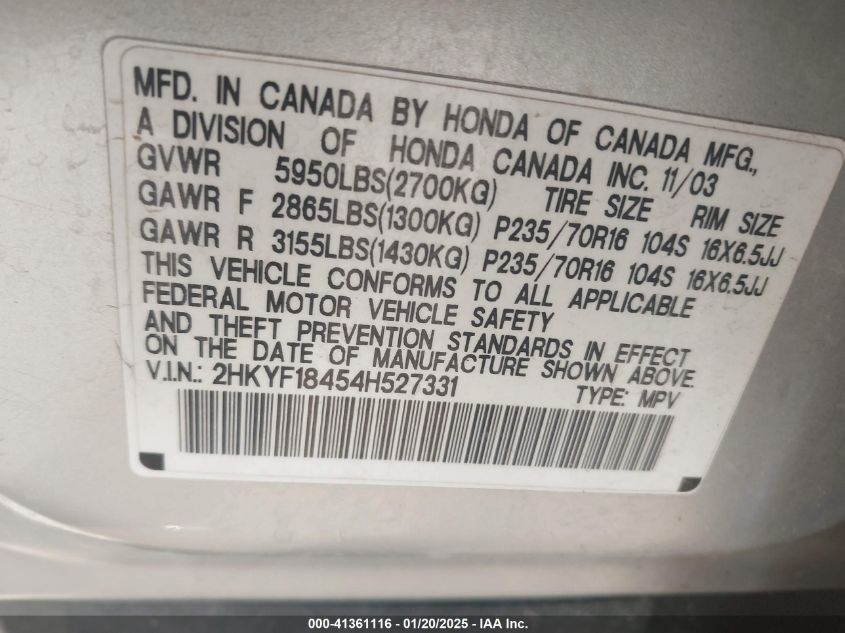 MFD. IN CANADA BY HONDA OF CANADA MFG.,
A DIVISION OF HONDA CANADA INC. 11/03
GVWR 5950LBS(2700KG) TIRE SIZE RIM SIZE
GAWR F 2865LBS(1300KG) P235/70R16 104S 16X6.5JJ
GAWR R 3155LBS(1430KG) P235/70R16 104S 16X6.5JJ
THIS VEHICLE CONFORMS TO ALL APPLICABLE
FEDERAL MOTOR VEHICLE SAFETY
AND THEFT PREVENTION STANDARDS IN EFFECT
ON THE DATE OF MANUFACTURE SHOWN ABOVE.
V.I.N.: 2HKYF18454H527331 TYPE: MPV
000-41361116 - 01/20/2025 - IAA Inc.